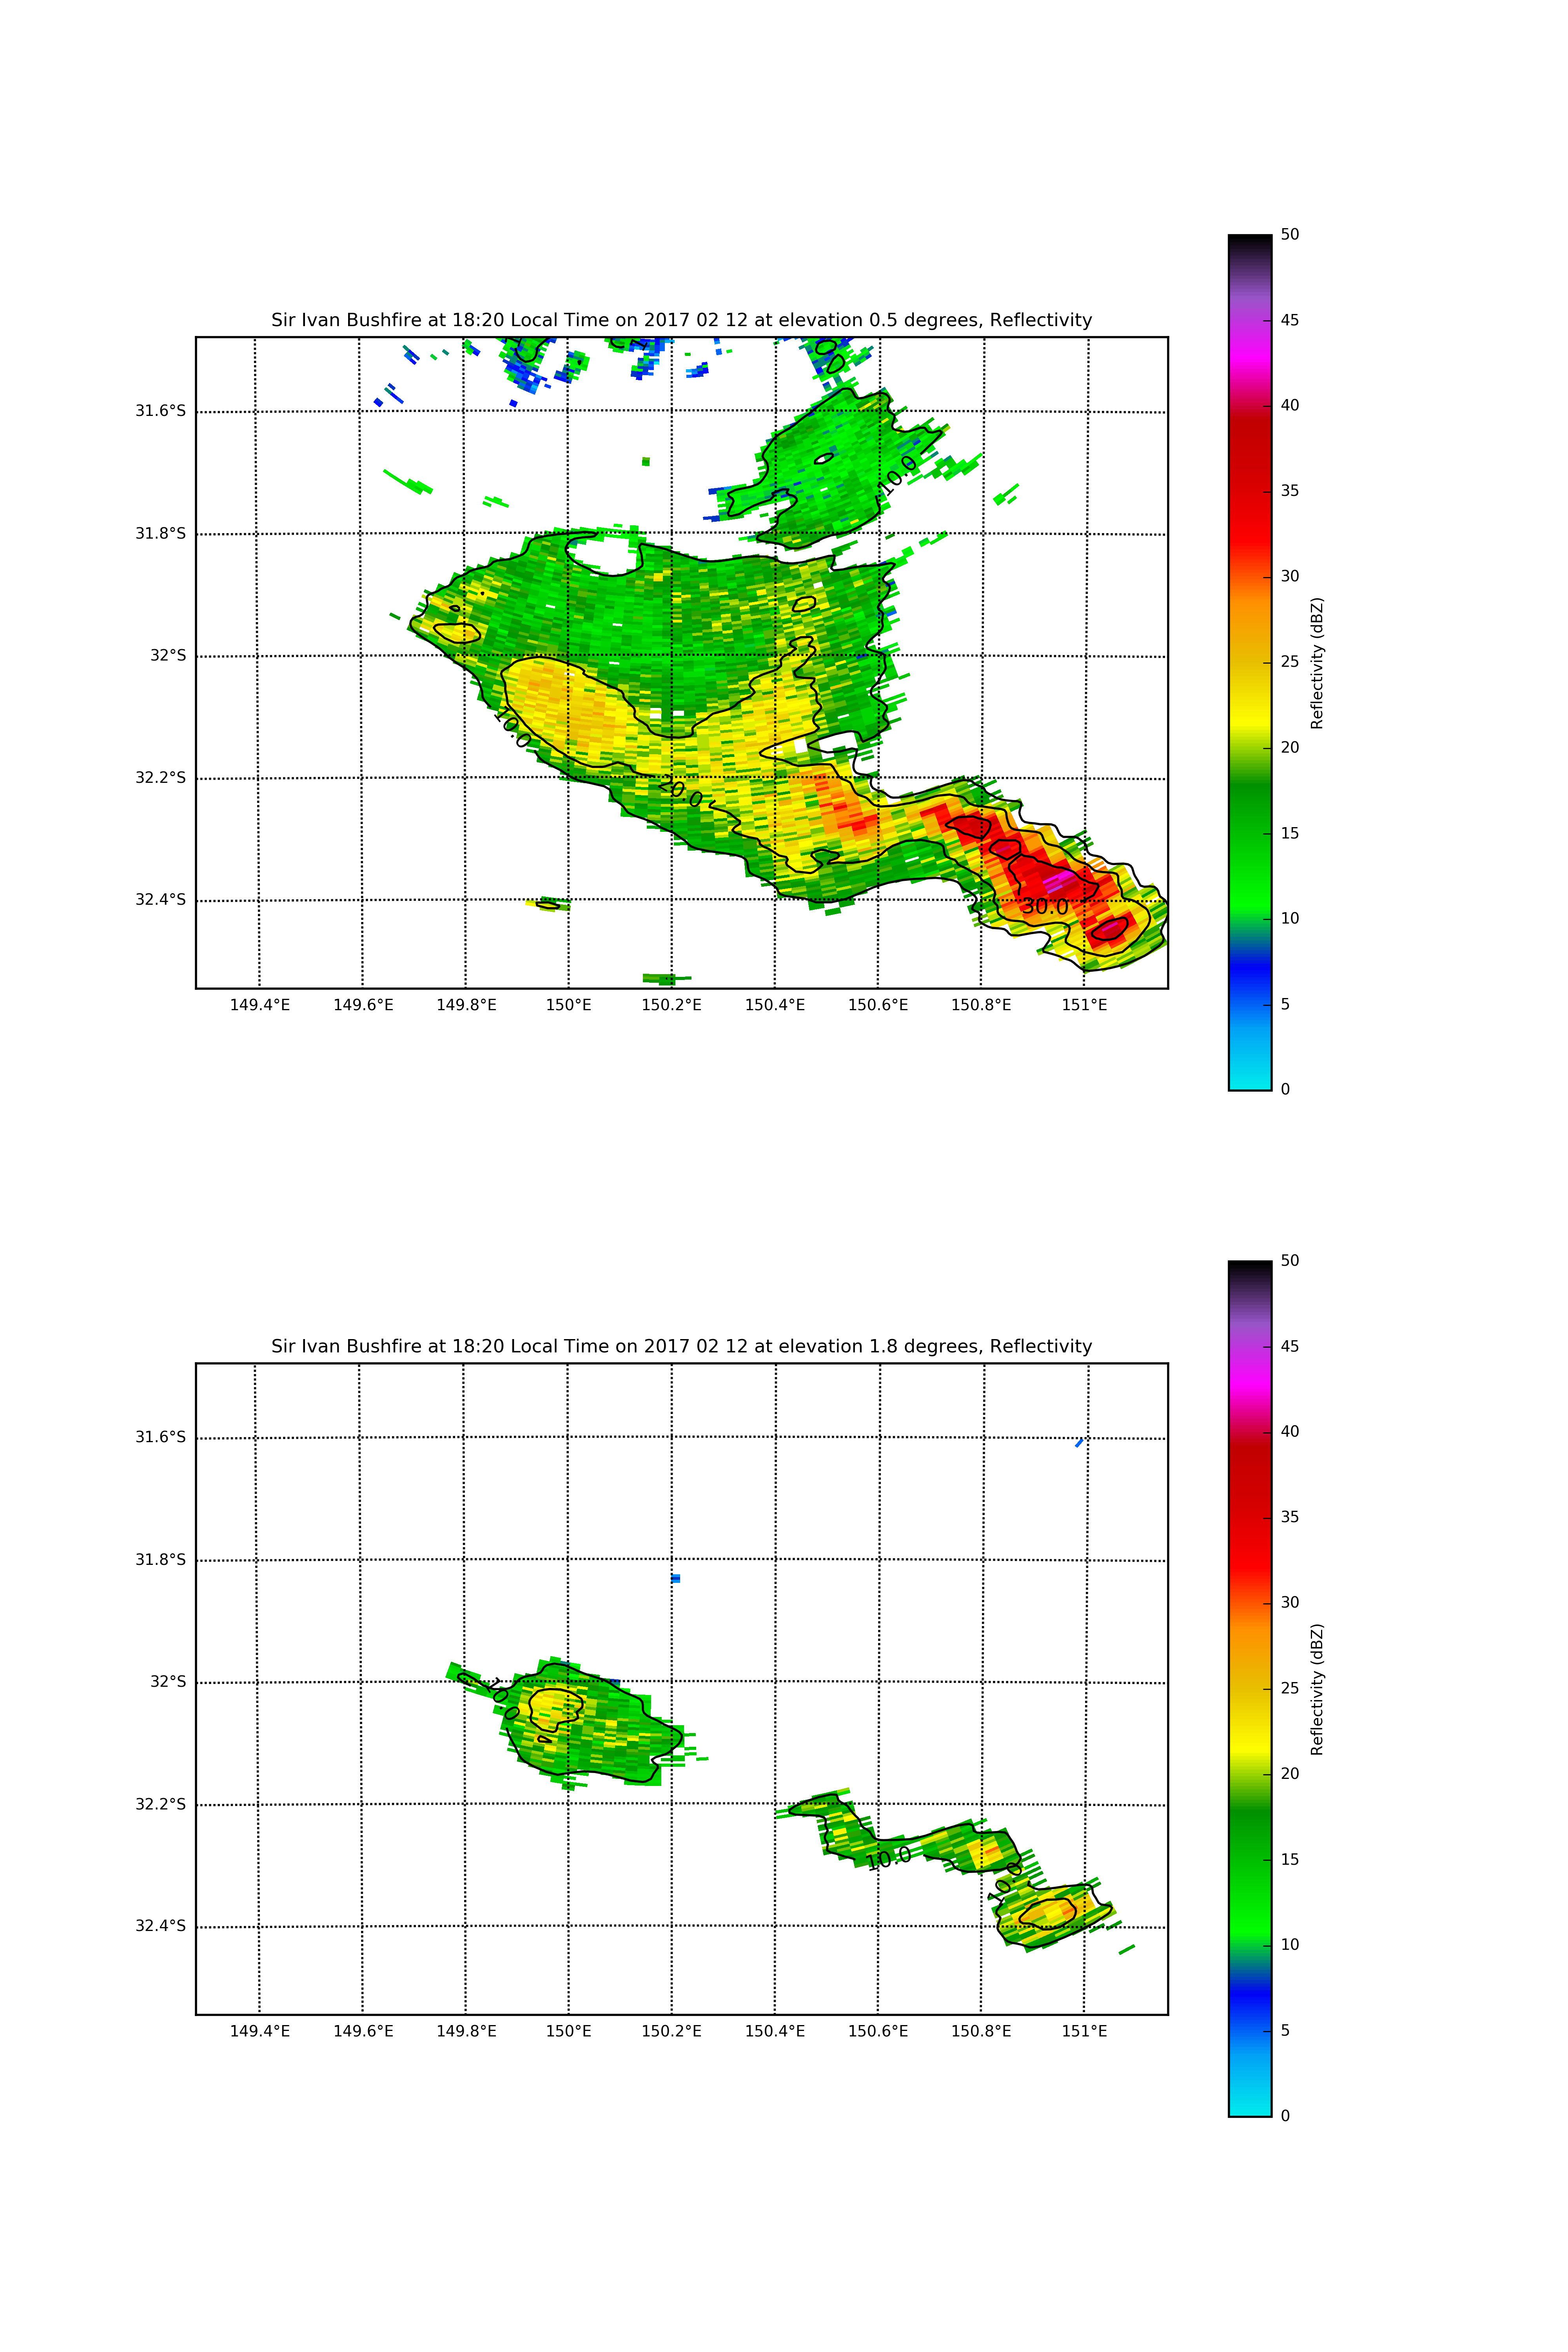 Sir Ivan Bushfire at 18:20 Local Time on 2017 02 12 at elevation 0.5 degrees, Reflectivity
31.6°S
31.8°S
32°S
32.2°S
32.4°S
149.4°E 149.6°E 149.8°E 150°E 150.2°E 150.4°E 150.6°E 150.8°E 151°E
10.0
10.0
20.0
30.0
50
45
40
35
30
25
20
15
10
5
0
Reflectivity (dBZ)
Sir Ivan Bushfire at 18:20 Local Time on 2017 02 12 at elevation 1.8 degrees, Reflectivity
31.6°S
31.8°S
32°S
32.2°S
32.4°S
149.4°E 149.6°E 149.8°E 150°E 150.2°E 150.4°E 150.6°E 150.8°E 151°E
10.0
10.0
10.0
50
45
40
35
30
25
20
15
10
5
0
Reflectivity (dBZ)